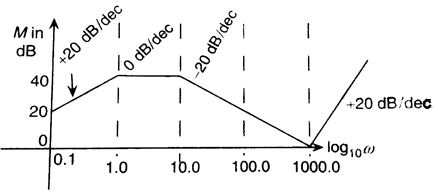 M in
dB
+20 dB/dec
0 dB/dec
-20 dB/dec
40
20
0
+20 dB/dec
0.1 1.0 10.0 100.0 1000.0
log10ω